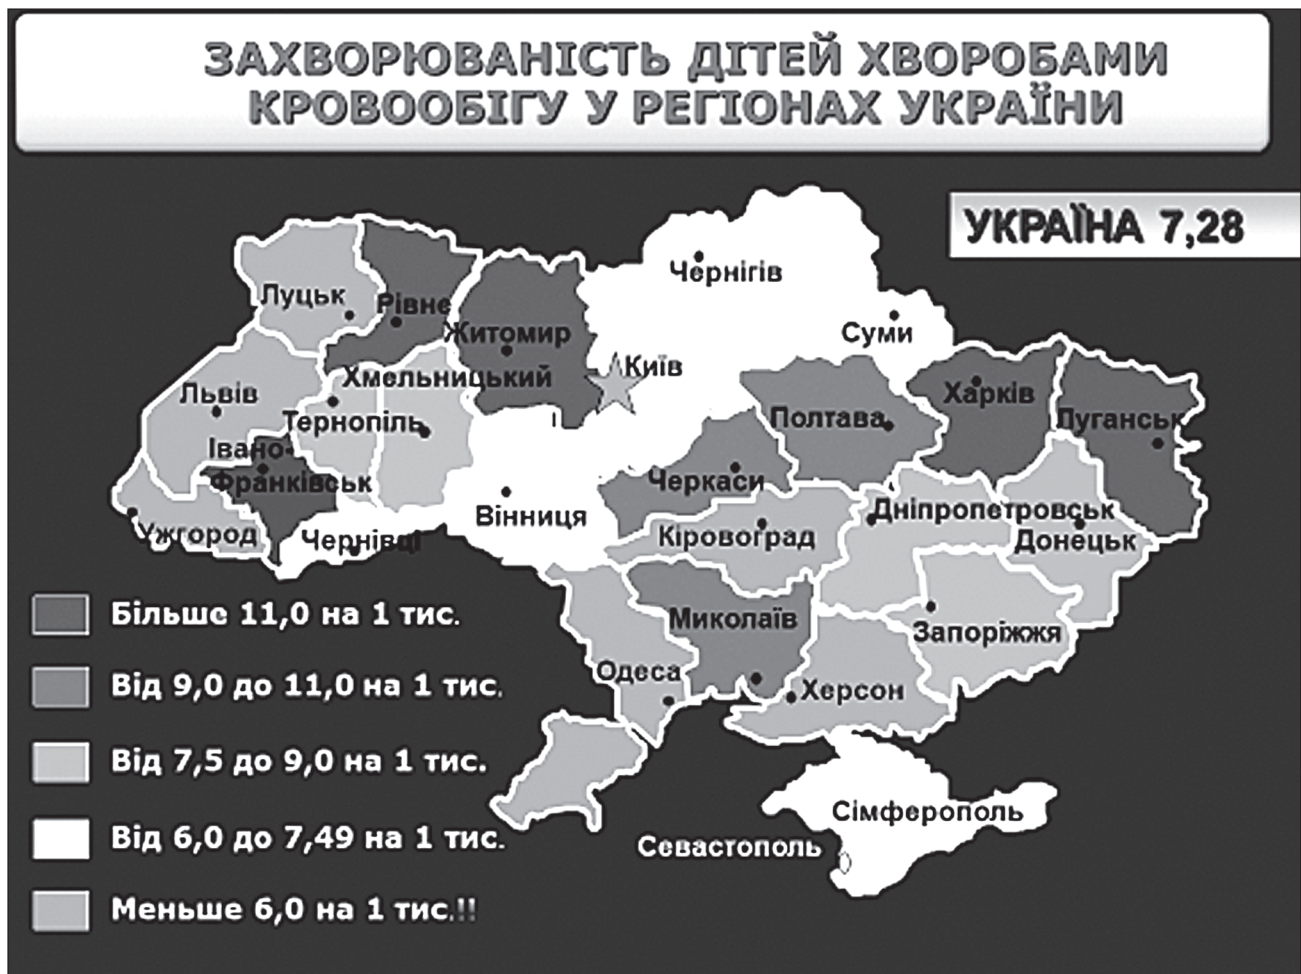 ЗАХВОРЮВАНІСТЬ ДІТЕЙ ХВОРОБАМИ
КРОВООБІГУ У РЕГІОНАХ УКРАЇНИ
УКРАЇНА 7,28
Чернігів
Луцьк
Рівне
Суми
Житомир
Київ
Хмельницький
Львів
Харків
Тернопіль
Полтава
Луганськ
Івано-
Франківськ
Черкаси
Вінниця
Дніпропетровськ
Ужгород
Чернівці
Кіровоград
Донецьк
Миколаїв
Запоріжжя
Одеса
Херсон
Сімферополь
Севастополь
Більше 11,0 на 1 тис.
Від 9,0 до 11,0 на 1 тис.
Від 7,5 до 9,0 на 1 тис.
Від 6,0 до 7,49 на 1 тис.
Меньше 6,0 на 1 тис.!!